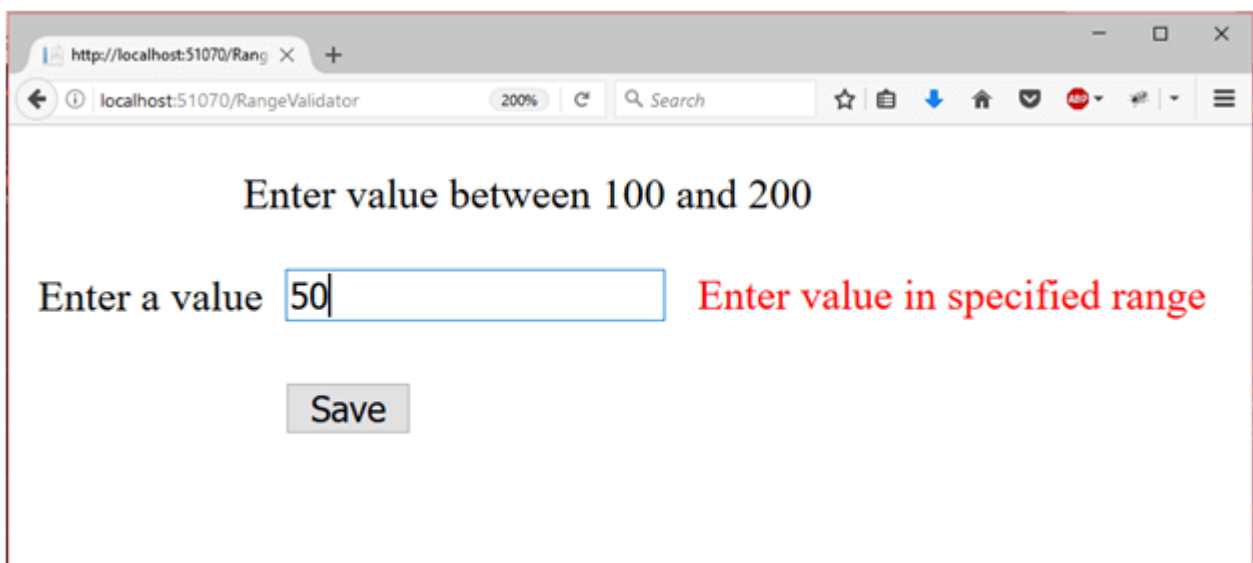 http://localhost:51070/Rang
localhost:51070/RangeValidator 200% Search ABP
Enter value between 100 and 200
Enter a value 50 Enter value in specified range
Save